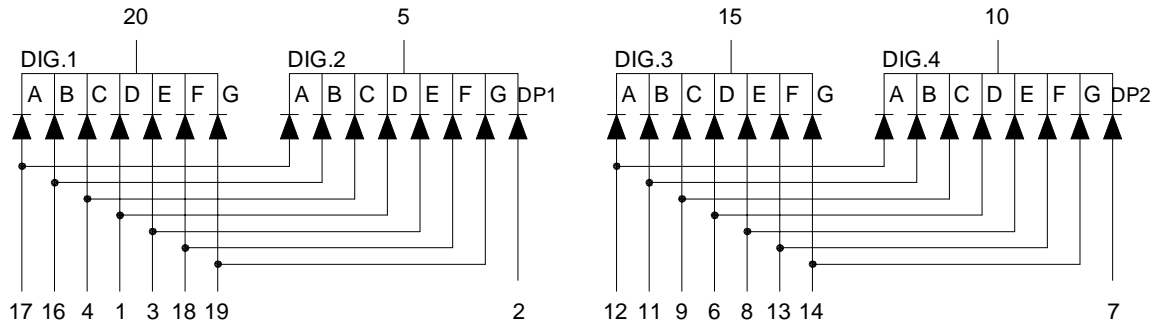 20 5 15 10
DIG.1 DIG.2 DIG.3 DIG.4
A B C D E F G A B C D E F G DP1 A B C D E F G A B C D E F G DP2
17 16 4 1 3 18 19 2 12 11 9 6 8 13 14 7